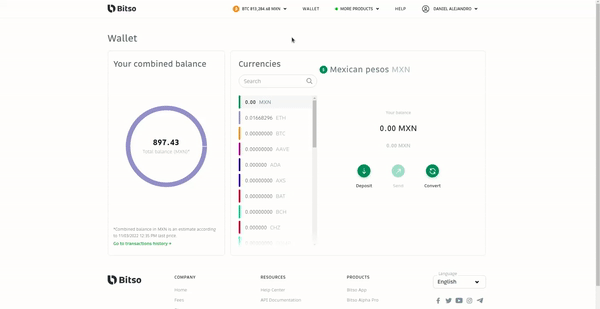 Bitso
BTC 813,284.68 MXN
WALLET
MORE PRODUCTS
HELP
DANIEL ALEJANDRO
Wallet
Your combined balance
897.43
Total balance (MXN)*
*Combined balance in MXN is an estimate according
to 11/03/2022 12:35 PM last price.
Go to transactions history
Currencies
Search
0.00 MXN
0.01668296 ETH
0.00000000 BTC
0.00000000 AAVE
0.000000 ADA
0.00000000 AXS
0.00000000 BAT
0.00000000 BCH
0.000000 CHZ
Mexican pesos MXN
Your balance
0.00 MXN
0.00 MXN
Deposit
Send
Convert
Bitso
COMPANY
Home
Fees
RESOURCES
Help Center
API Documentation
PRODUCTS
Bitso App
Bitso Alpha Pro
Language
English